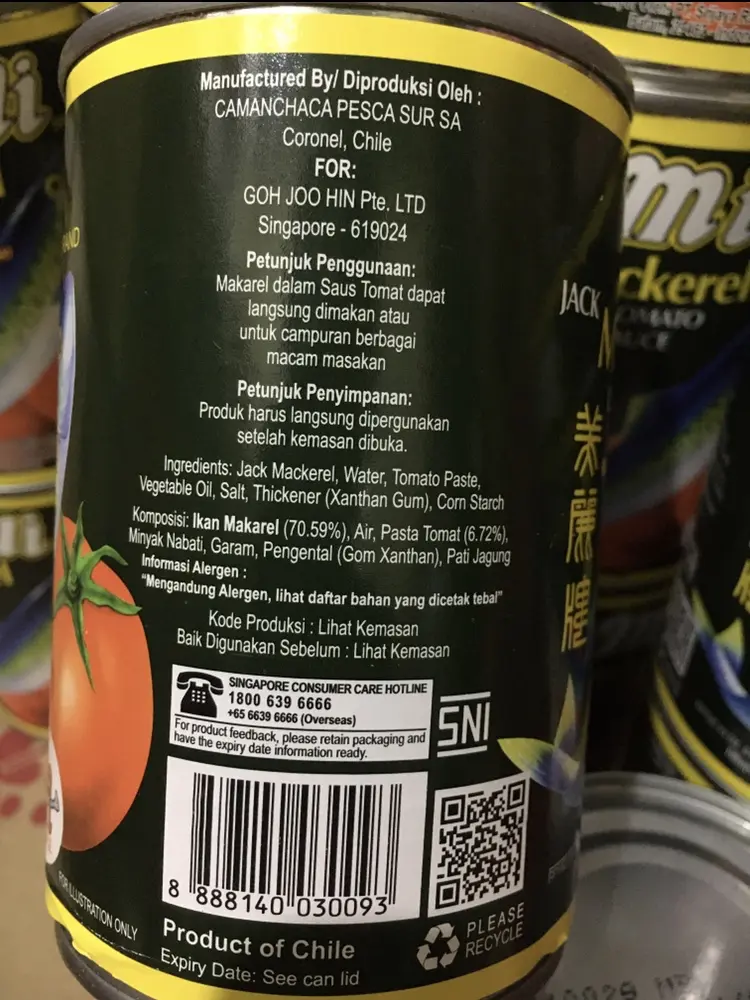 Manufactured By/ Diproduksi Oleh :
CAMANCHACA PESCA SUR SA
Coronel, Chile
FOR:
GOH JOO HIN Pte. LTD
Singapore - 619024
Petunjuk Penggunaan:
Makarel dalam Saus Tomat dapat
langsung dimakan atau
untuk campuran berbagai
macam masakan
Petunjuk Penyimpanan:
Produk harus langsung dipergunakan
setelah kemasan dibuka.
Ingredients: Jack Mackerel, Water, Tomato Paste,
Vegetable Oil, Salt, Thickener (Xanthan Gum), Corn Starch
Komposisi: Ikan Makarel (70.59%), Air, Pasta Tomat (6.72%),
Minyak Nabati, Garam, Pengental (Gom Xanthan), Pati Jagung
Informasi Alergen :
"Mengandung Alergen, lihat daftar bahan yang dicetak tebal"
Kode Produksi : Lihat Kemasan
Baik Digunakan Sebelum : Lihat Kemasan
SINGAPORE CONSUMER CARE HOTLINE
1800 639 6666
+65 6639 6666 (Overseas)
For product feedback, please retain packaging and
have the expiry date information ready.
SNI
8 888140 030093
PLEASE
RECYCLE
Product of Chile
Expiry Date: See can lid
FOR ILLUSTRATION ONLY
JACK
美麗牌